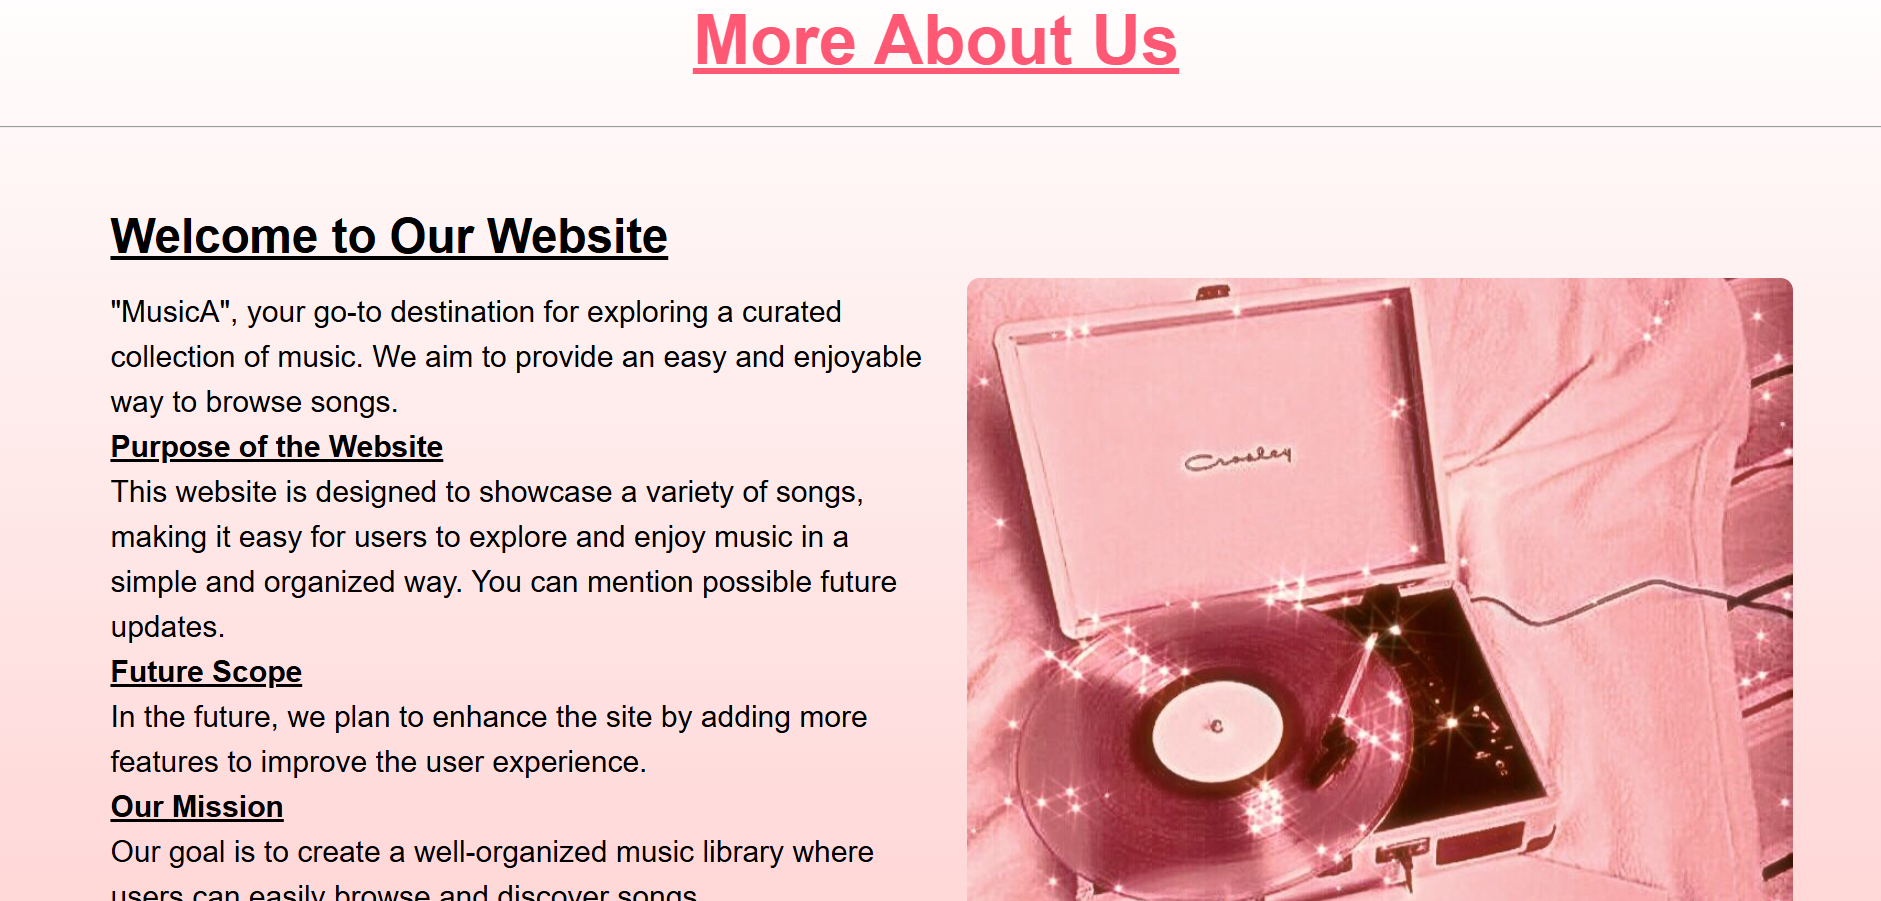 More About Us
Welcome to Our Website
"MusicA", your go-to destination for exploring a curated
collection of music. We aim to provide an easy and enjoyable
way to browse songs.
Purpose of the Website
This website is designed to showcase a variety of songs,
making it easy for users to explore and enjoy music in a
simple and organized way. You can mention possible future
updates.
Future Scope
In the future, we plan to enhance the site by adding more
features to improve the user experience.
Our Mission
Our goal is to create a well-organized music library where
users can easily browse and discover songs
Crosley